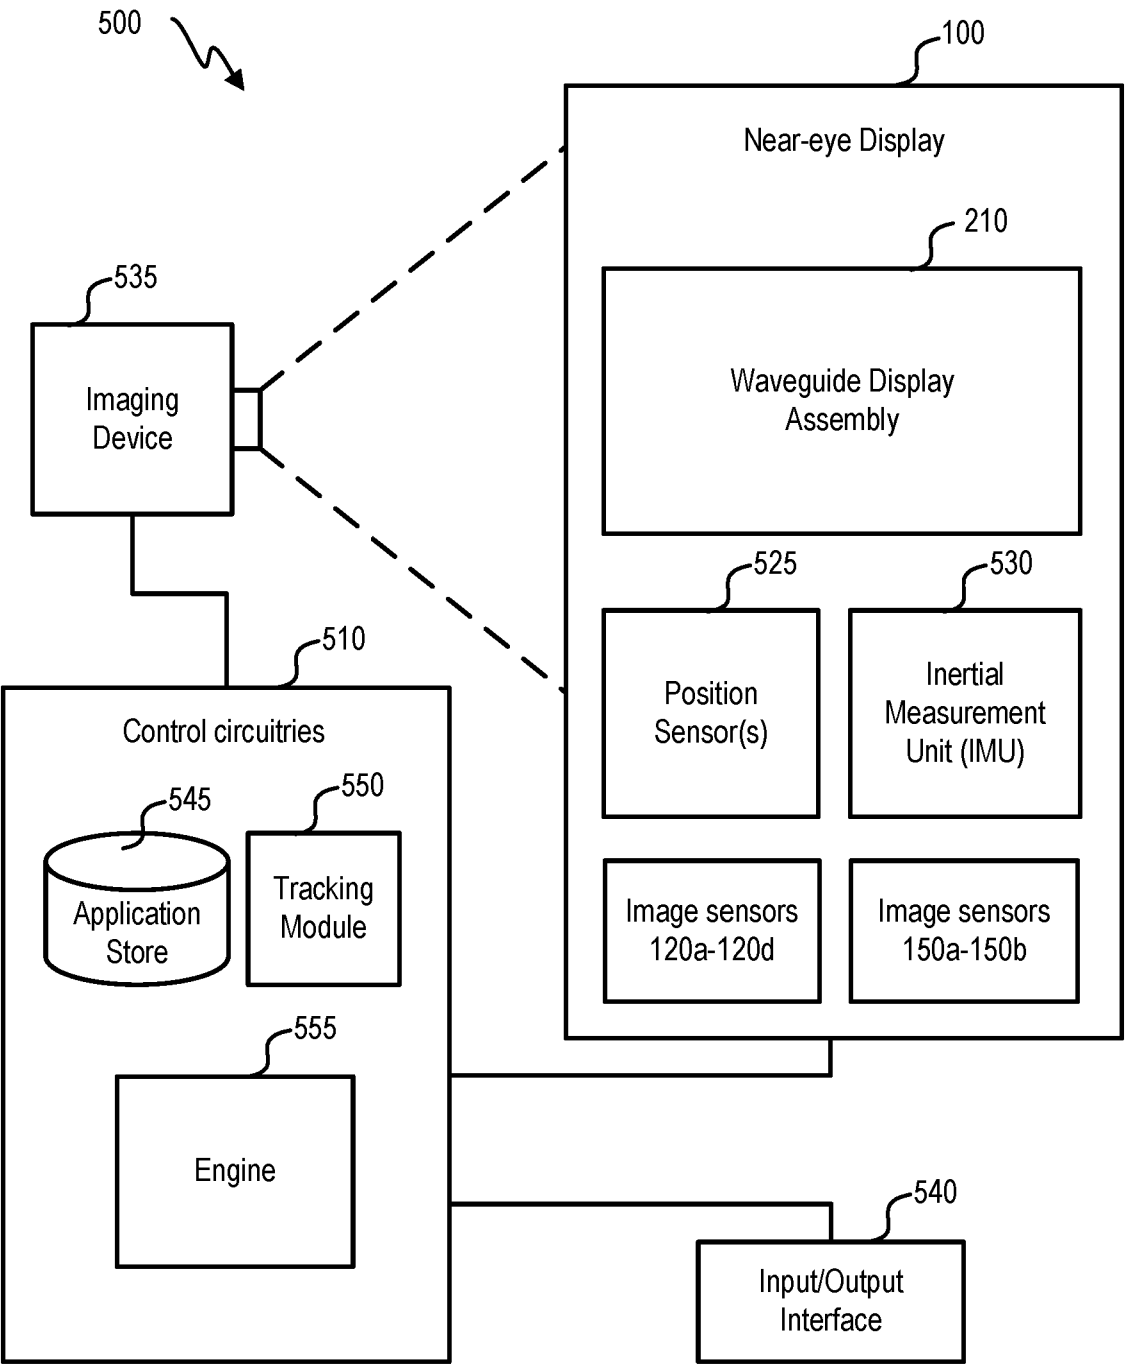 500
100
Near-eye Display
210
Waveguide Display
Assembly
535
Imaging
Device
525
530
Position
Sensor(s)
Inertial
Measurement
Unit (IMU)
510
Control circuitries
545
550
Application
Store
Tracking
Module
Image sensors
120a-120d
Image sensors
150a-150b
555
Engine
540
Input/Output
Interface